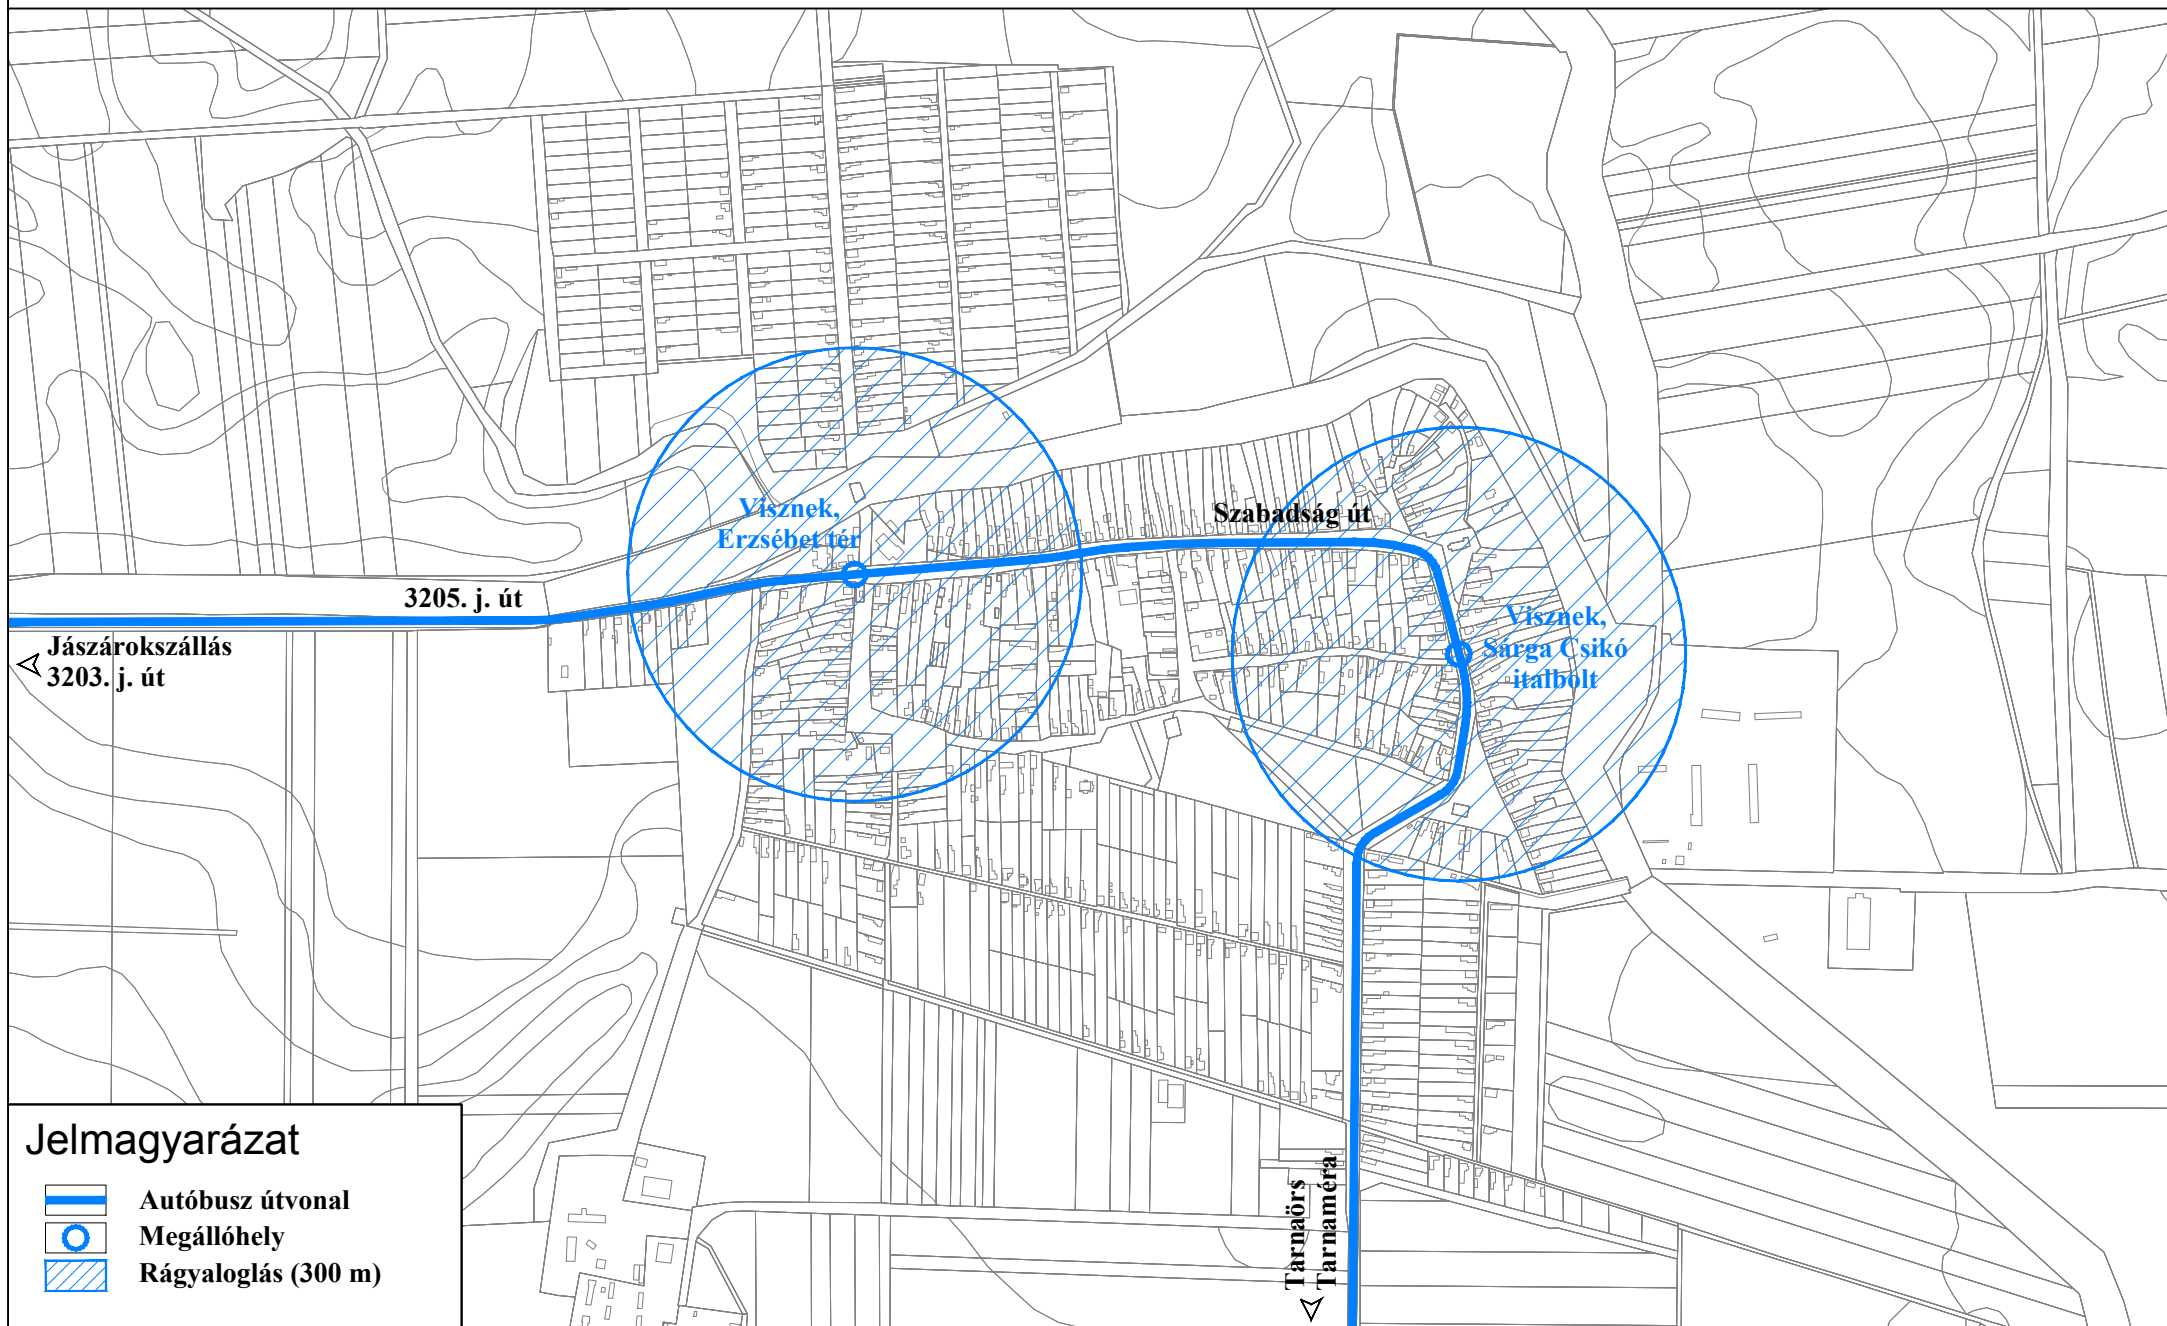 Visznek,
Erzsébet tér
Szabadság út
3205. j. út
Jászárokszállás
3203. j. út
Visznek,
Sárga Csikó
italbolt
Jelmagyarázat
Autóbusz útvonal
Megállóhely
Rágyaloglás (300 m)
Tarnaörs
Tarnaméra